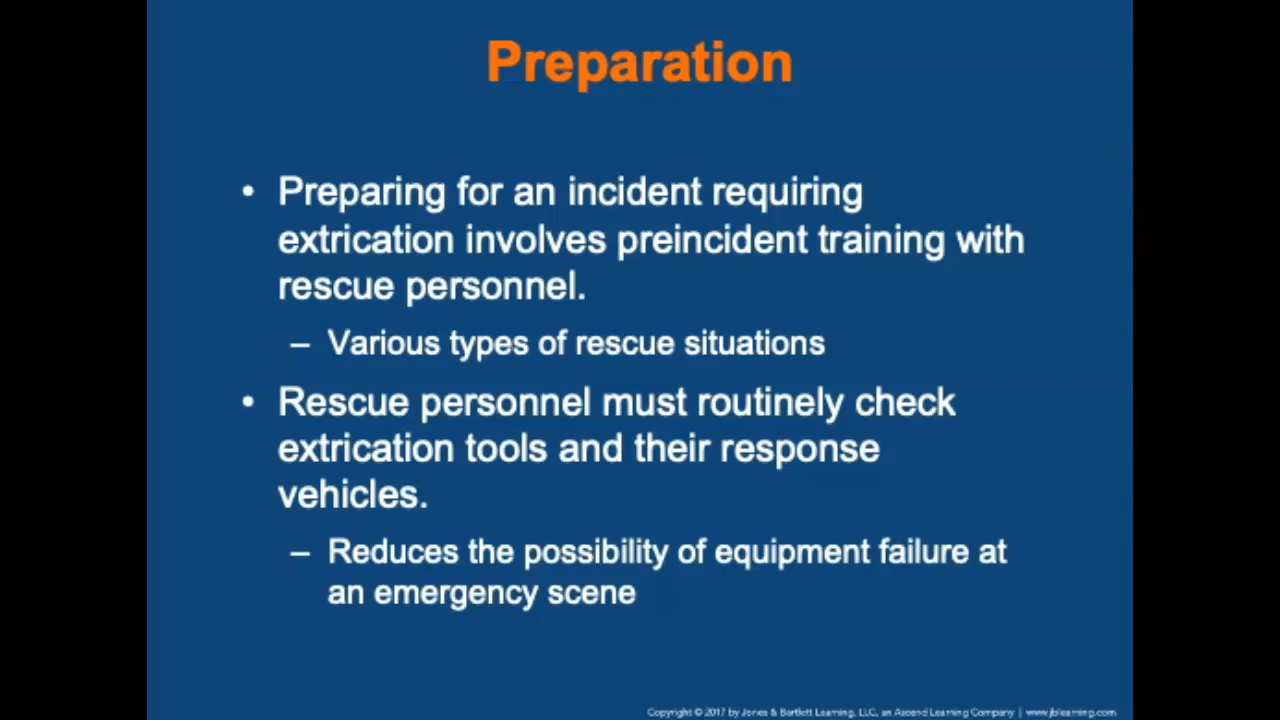 Preparation
• Preparing for an incident requiring
extrication involves preincident training with
rescue personnel.
– Various types of rescue situations
• Rescue personnel must routinely check
extrication tools and their response
vehicles.
– Reduces the possibility of equipment failure at
an emergency scene
Copyright © 2017 by Jones & Bartlett Learning, LLC, an Ascend Learning Company | www.jblearning.com